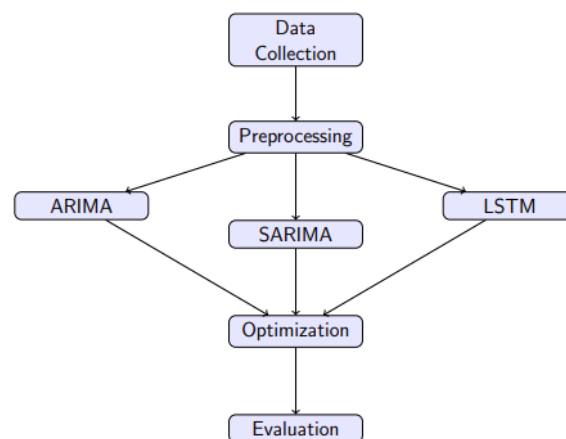 Data
Collection
Preprocessing
ARIMA
SARIMA
LSTM
Optimization
Evaluation